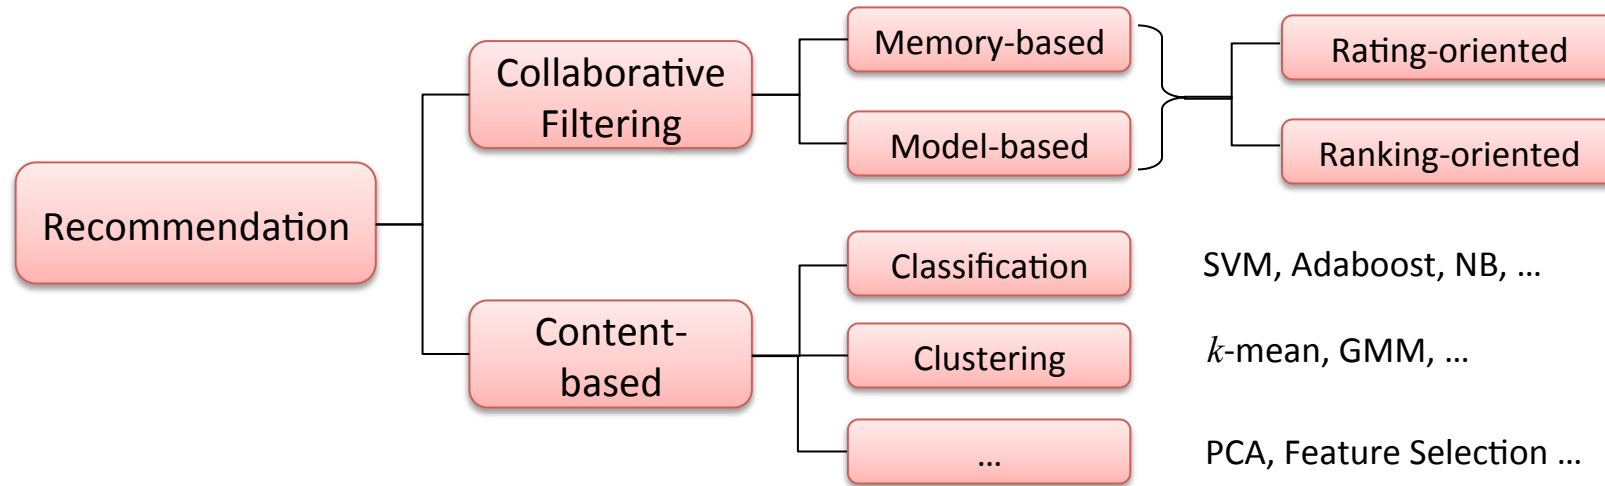 Recommendation
Collaborative
Filtering
Content-
based
Memory-based
Model-based
Rating-oriented
Ranking-oriented
Classification
SVM, Adaboost, NB, ...
Clustering
k-mean, GMM, ...
...
PCA, Feature Selection ...